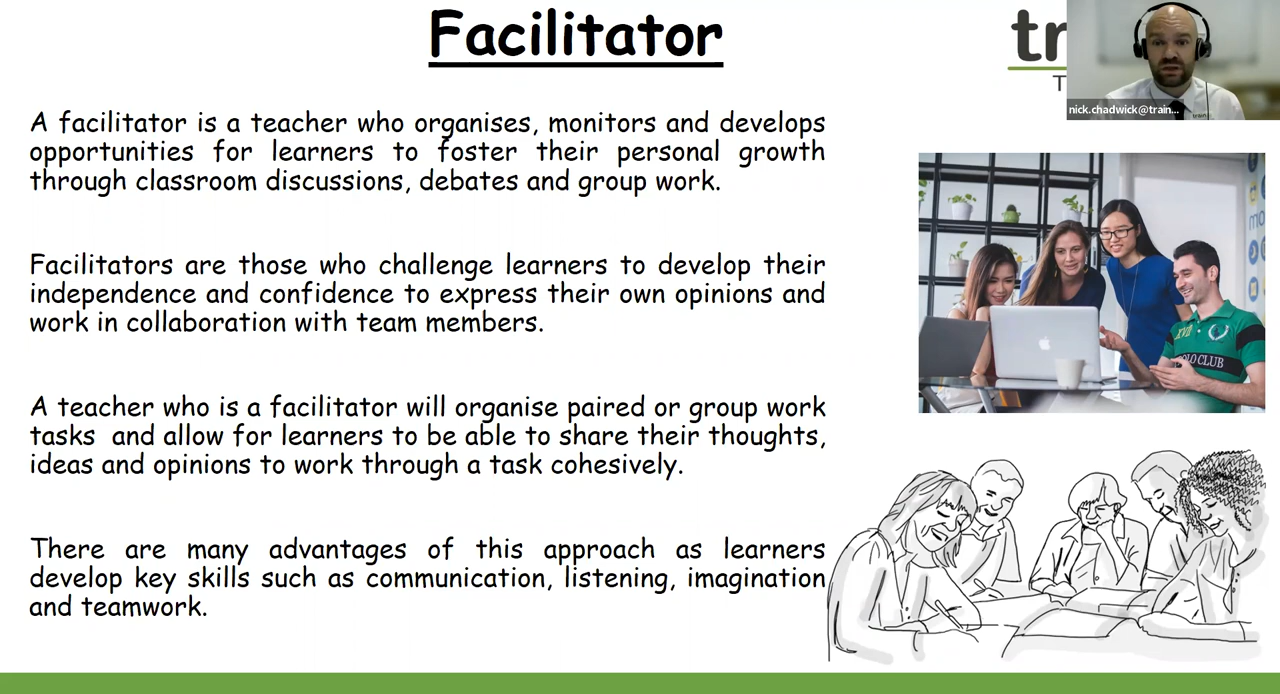 Facilitator
tr
T
nick.chadwick@train...
A facilitator is a teacher who organises, monitors and develops
opportunities for learners to foster their personal growth
through classroom discussions, debates and group work.
Facilitators are those who challenge learners to develop their
independence and confidence to express their own opinions and
work in collaboration with team members.
A teacher who is a facilitator will organise paired or group work
tasks and allow for learners to be able to share their thoughts,
ideas and opinions to work through a task cohesively.
There are many advantages of this approach as learners
develop key skills such as communication, listening, imagination
and teamwork.
mo
OLO CLUB